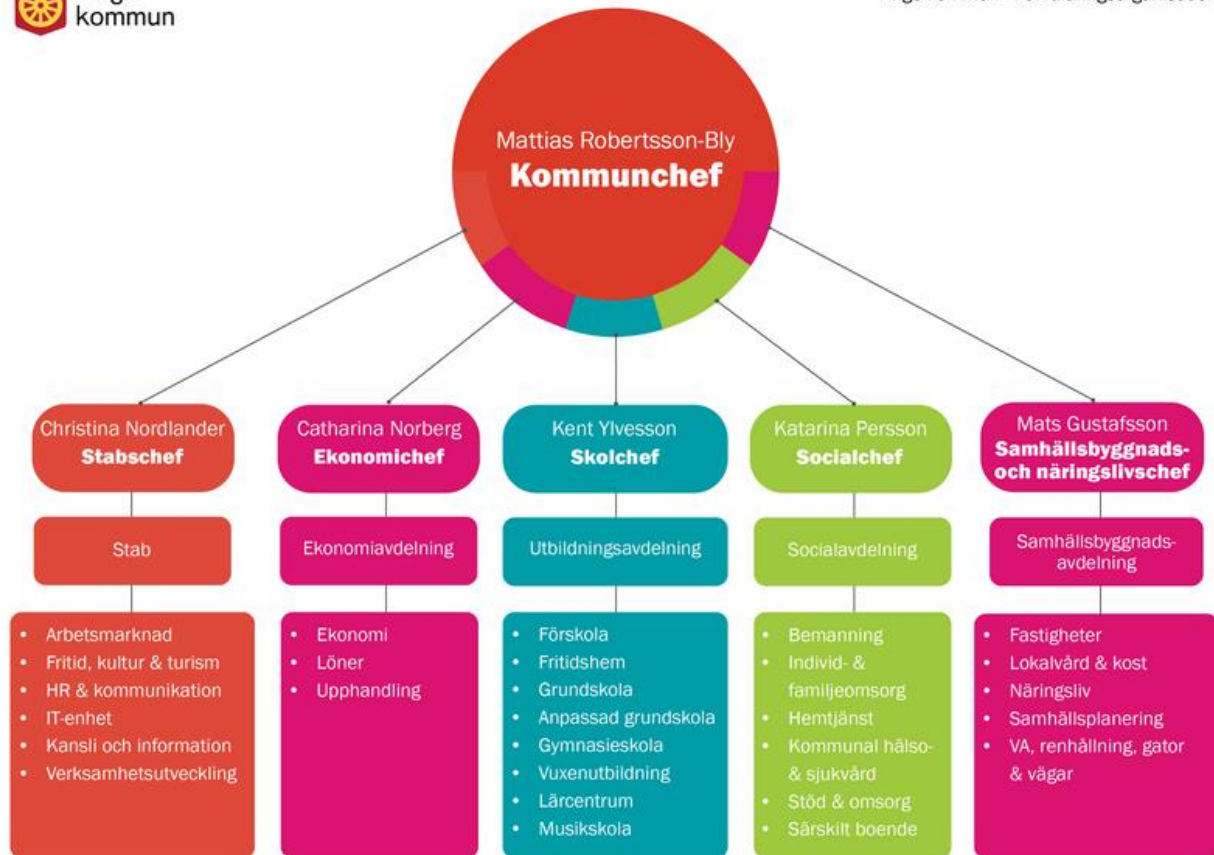 kommun
Mattias Robertsson-Bly
Kommunchef
Christina Nordlander
Stabschef
Stab
• Arbetsmarknad
• Fritid, kultur & turism
• HR & kommunikation
• IT-enhet
• Kansli och information
• Verksamhetsutveckling
Catharina Norberg
Ekonomichef
Ekonomiavdelning
• Ekonomi
• Löner
• Upphandling
Kent Ylvesson
Skolchef
Utbildningsavdelning
• Förskola
• Fritidshem
• Grundskola
• Anpassad grundskola
• Gymnasieskola
• Vuxenutbildning
• Lärcentrum
• Musikskola
Katarina Persson
Socialchef
Socialavdelning
• Bemanning
• Individ- &
familjeomsorg
• Hemtjänst
• Kommunal hälso-
& sjukvård
• Stöd & omsorg
• Särskilt boende
Mats Gustafsson
Samhällsbyggnads-
och näringslivschef
Samhällsbyggnads-
avdelning
• Fastigheter
• Lokalvård & kost
• Näringsliv
• Samhällsplanering
• VA, renhållning, gator
& vägar